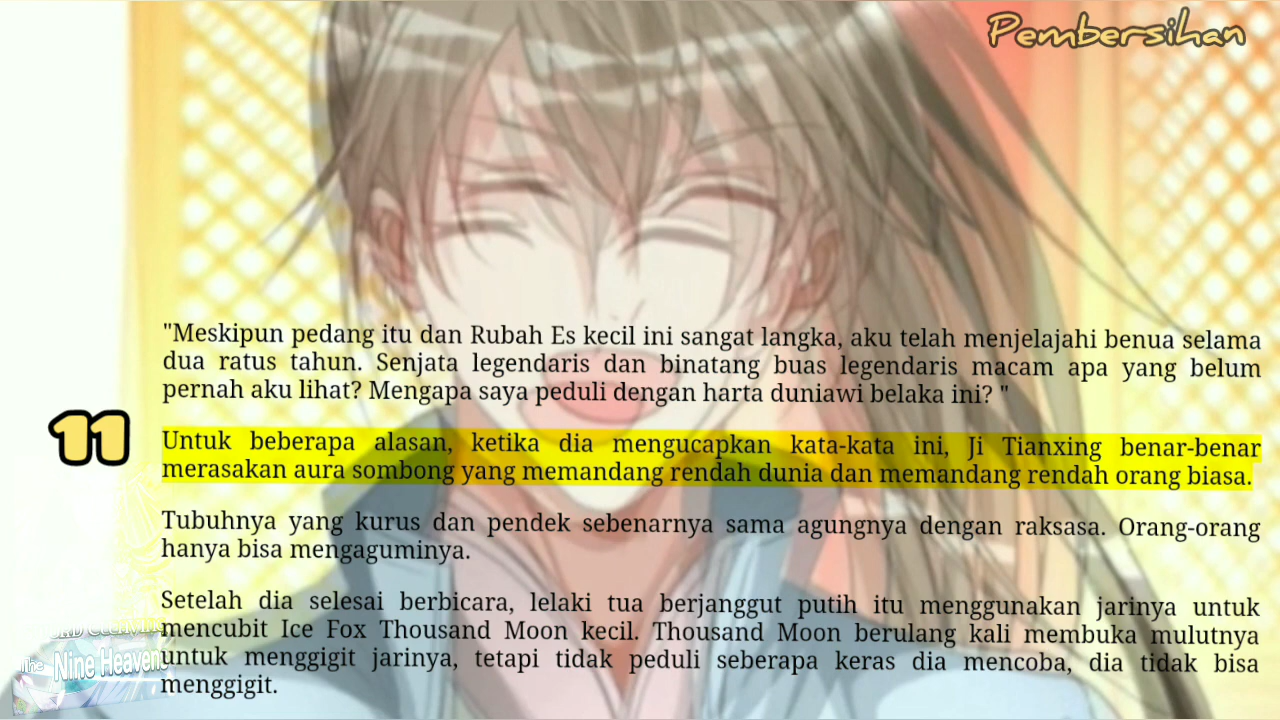 Pembersihan
"Meskipun pedang itu dan Rubah Es kecil ini sangat langka, aku telah menjelajahi benua selama
dua ratus tahun. Senjata legendaris dan binatang buas legendaris macam apa yang belum
pernah aku lihat? Mengapa saya peduli dengan harta duniawi belaka ini? "
11
Untuk beberapa alasan, ketika dia mengucapkan kata-kata ini, Ji Tianxing benar-benar
merasakan aura sombong yang memandang rendah dunia dan memandang rendah orang biasa.
Tubuhnya yang kurus dan pendek sebenarnya sama agungnya dengan raksasa. Orang-orang
hanya bisa mengaguminya.
Setelah dia selesai berbicara, lelaki tua berjanggut putih itu menggunakan jarinya untuk
mencubit Ice Fox Thousand Moon kecil. Thousand Moon berulang kali membuka mulutnya
untuk menggigit jarinya, tetapi tidak peduli seberapa keras dia mencoba, dia tidak bisa
menggigit.
The Nine Heavens